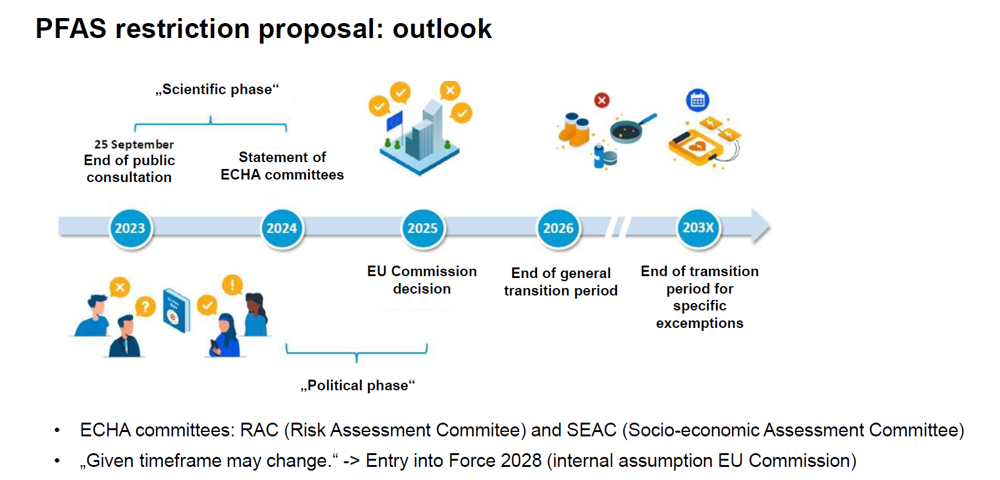 PFAS restriction proposal: outlook
„Scientific phase“
25 September
End of public
consultation
Statement of
ECHA committees
2023
2024
2025
2026
203X
EU Commission
decision
End of general
transition period
End of tramsition
period for
specific
excemptions
„Political phase“
• ECHA committees: RAC (Risk Assessment Commitee) and SEAC (Socio-economic Assessment Committee)
• „Given timeframe may change.“ -> Entry into Force 2028 (internal assumption EU Commission)